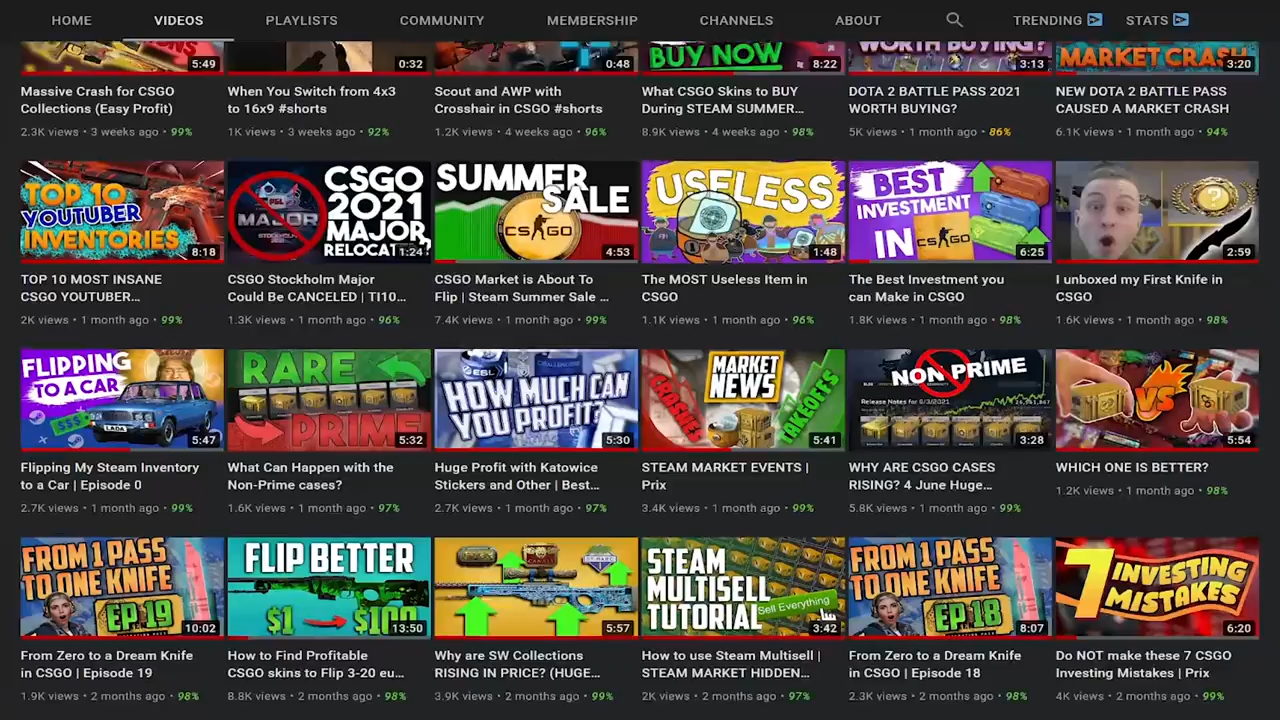 HOME VIDEOS PLAYLISTS COMMUNITY MEMBERSHIP CHANNELS ABOUT TRENDING STATS
5:49
0:32
0:48
BUY NOW
8:22
WORTH BUYING?
3:13
MARKET CRASH
3:20
Massive Crash for CSGO
Collections (Easy Profit)
2.3K views • 3 weeks ago • 99%
When You Switch from 4x3
to 16x9 #shorts
1K views • 3 weeks ago • 92%
Scout and AWP with
Crosshair in CSGO #shorts
1.2K views • 4 weeks ago • 96%
What CSGO Skins to BUY
During STEAM SUMMER...
8.9K views • 4 weeks ago • 98%
DOTA 2 BATTLE PASS 2021
WORTH BUYING?
5K views • 1 month ago • 86%
NEW DOTA 2 BATTLE PASS
CAUSED A MARKET CRASH
6.1K views • 1 month ago • 94%
TOP 10
YOUTUBER
INVENTORIES
8:18
PGL
MAJOR
STOCKHOLM
CSGO
2021
MAJOR
RELOCAT
1:24
SUMMER
SALE
CS GO
4:53
USELESS
1:48
BEST
INVESTMENT
IN CS GO
6:25
?
2:59
TOP 10 MOST INSANE
CSGO YOUTUBER...
2K views • 1 month ago • 99%
CSGO Stockholm Major
Could Be CANCELED | TI10...
1.3K views • 1 month ago • 96%
CSGO Market is About To
Flip | Steam Summer Sale ...
7.4K views • 1 month ago • 99%
The MOST Useless Item in
CSGO
1.1K views • 1 month ago • 96%
The Best Investment you
can Make in CSGO
1.8K views • 1 month ago • 98%
I unboxed my First Knife in
CSGO
1.6K views • 1 month ago • 98%
FLIPPING
TO A CAR
$$$
LADA
5:47
RARE
PRIME
5:32
ESL
HOW MUCH CAN
YOU PROFIT?
5:30
MARKET
NEWS
CRASHES
TAKEOFFS
5:41
NON PRIME
Release Notes for 6/3/2021
3:28
VS
5:54
Flipping My Steam Inventory
to a Car | Episode 0
2.7K views • 1 month ago • 99%
What Can Happen with the
Non-Prime cases?
1.6K views • 1 month ago • 97%
Huge Profit with Katowice
Stickers and Other | Best...
2.7K views • 1 month ago • 97%
STEAM MARKET EVENTS |
Prix
3.4K views • 1 month ago • 99%
WHY ARE CSGO CASES
RISING? 4 June Huge...
5.8K views • 1 month ago • 99%
WHICH ONE IS BETTER?
1.2K views • 1 month ago • 98%
FROM 1 PASS
TO ONE KNIFE
EP.19
10:02
FLIP BETTER
$1 $100
13:50
5:57
STEAM
MULTISELL
TUTORIAL
Sell Everything
3:42
FROM 1 PASS
TO ONE KNIFE
EP.18
8:07
7 INVESTING
MISTAKES
6:20
From Zero to a Dream Knife
in CSGO | Episode 19
1.9K views • 2 months ago • 98%
How to Find Profitable
CSGO skins to Flip 3-20 eu...
8.8K views • 2 months ago • 98%
Why are SW Collections
RISING IN PRICE? (HUGE...
3.9K views • 2 months ago • 99%
How to use Steam Multisell |
STEAM MARKET HIDDEN...
2K views • 2 months ago • 97%
From Zero to a Dream Knife
in CSGO | Episode 18
2.3K views • 2 months ago • 98%
Do NOT make these 7 CSGO
Investing Mistakes | Prix
4K views • 2 months ago • 99%